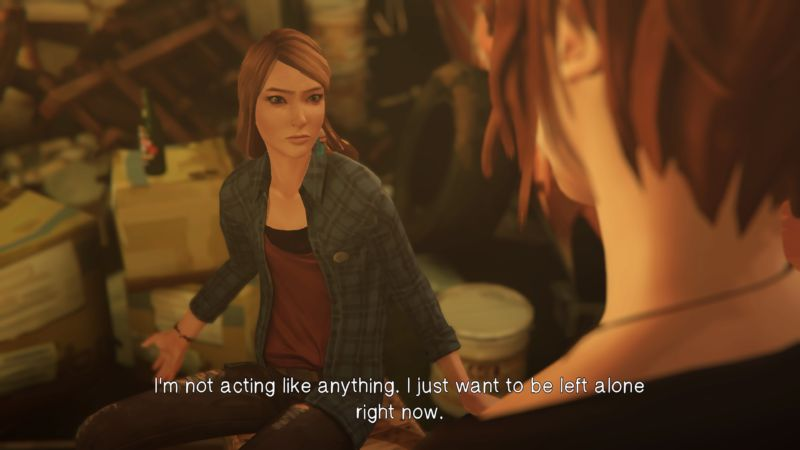 I'm not acting like anything. I just want to be left alone
right now.